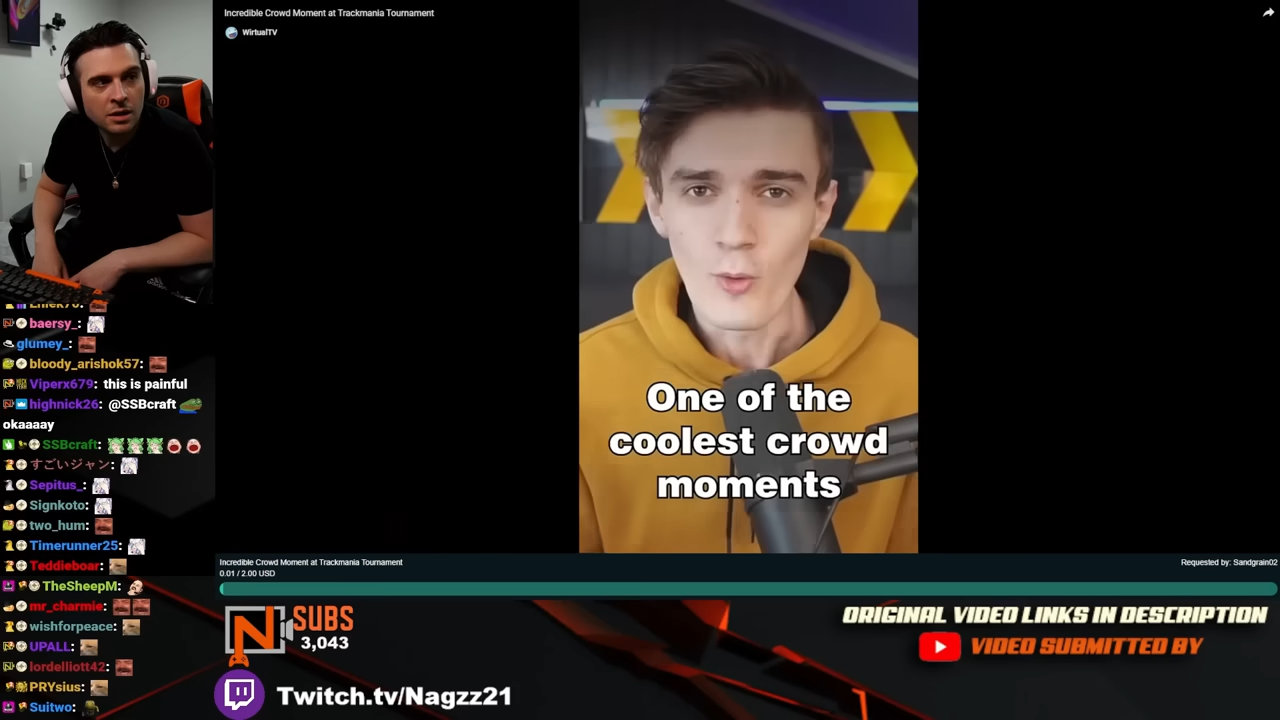 Incredible Crowd Moment at Trackmania Tournament
WirtualTV
One of the
coolest crowd
moments
baersy_:
glumey_:
bloody_arishok57:
Viperx679: this is painful
highnick26: @SSBcraft
okaaaay
SSBcraft:
すごいジャン:
Sepitus_:
Signkoto:
two_hum:
Timerunner25:
Teddieboar:
TheSheepM:
mr_charmie:
wishforpeace:
UPALL:
lordelliott42:
PRYsius:
Suitwo:
Incredible Crowd Moment at Trackmania Tournament
Requested by: Sandgrain02
0.01 / 2.00 USD
N SUBS
3,043
ORIGINAL VIDEO LINKS IN DESCRIPTION
VIDEO SUBMITTED BY
Twitch.tv/Nagzz21